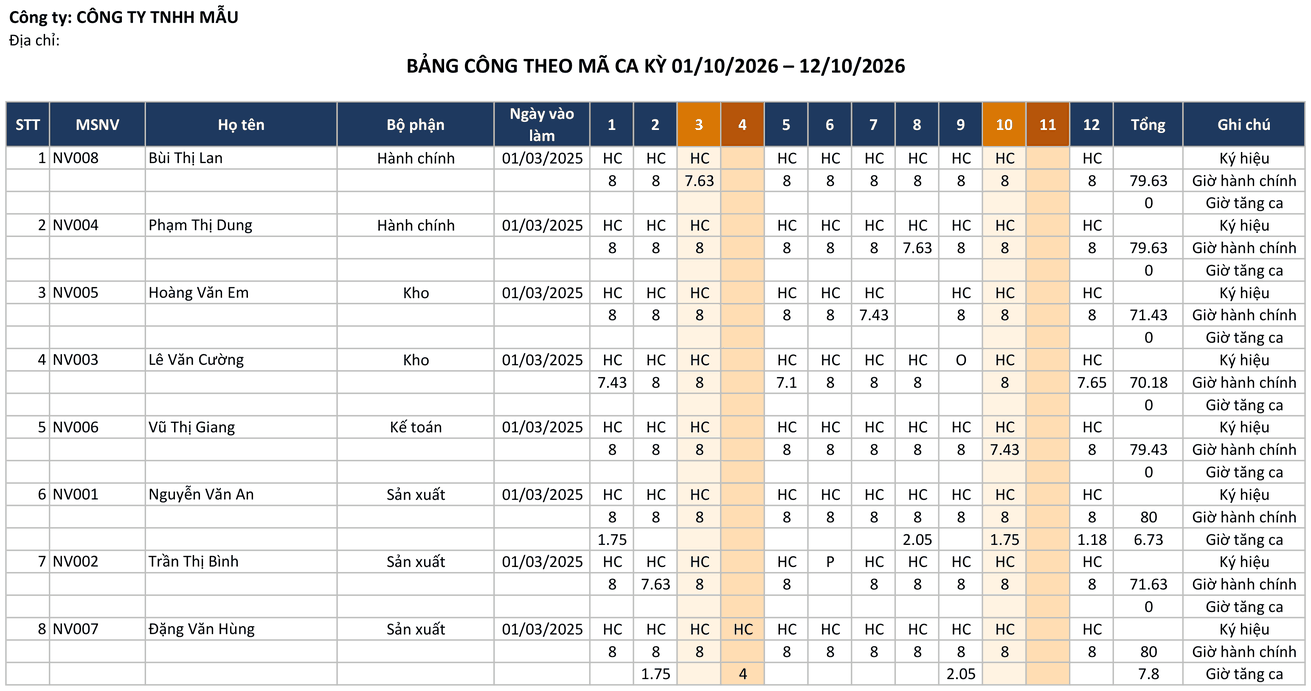 Công ty: CÔNG TY TNHH MẪU
Địa chỉ:
BẢNG CÔNG THEO MÃ CA KỲ 01/10/2026 – 12/10/2026
STT MSNV Họ tên Bộ phận Ngày vào làm 1 2 3 4 5 6 7 8 9 10 11 12 Tổng Ghi chú
1 NV008 Bùi Thị Lan Hành chính 01/03/2025 HC HC HC HC HC HC HC HC HC HC Ký hiệu
8 8 7.63 8 8 8 8 8 8 8 79.63 Giờ hành chính
0 Giờ tăng ca
2 NV004 Phạm Thị Dung Hành chính 01/03/2025 HC HC HC HC HC HC HC HC HC HC Ký hiệu
8 8 8 8 8 8 7.63 8 8 8 79.63 Giờ hành chính
0 Giờ tăng ca
3 NV005 Hoàng Văn Em Kho 01/03/2025 HC HC HC HC HC HC HC HC HC Ký hiệu
8 8 8 8 8 7.43 8 8 8 71.43 Giờ hành chính
0 Giờ tăng ca
4 NV003 Lê Văn Cường Kho 01/03/2025 HC HC HC HC HC HC HC O HC HC Ký hiệu
7.43 8 8 7.1 8 8 8 8 7.65 70.18 Giờ hành chính
0 Giờ tăng ca
5 NV006 Vũ Thị Giang Kế toán 01/03/2025 HC HC HC HC HC HC HC HC HC HC Ký hiệu
8 8 8 8 8 8 8 8 7.43 8 79.43 Giờ hành chính
0 Giờ tăng ca
6 NV001 Nguyễn Văn An Sản xuất 01/03/2025 HC HC HC HC HC HC HC HC HC HC Ký hiệu
8 8 8 8 8 8 8 8 8 8 80 Giờ hành chính
1.75 2.05 1.75 1.18 6.73 Giờ tăng ca
7 NV002 Trần Thị Bình Sản xuất 01/03/2025 HC HC HC HC P HC HC HC HC HC Ký hiệu
8 7.63 8 8 8 8 8 8 8 71.63 Giờ hành chính
0 Giờ tăng ca
8 NV007 Đặng Văn Hùng Sản xuất 01/03/2025 HC HC HC HC HC HC HC HC HC HC HC Ký hiệu
8 8 8 8 8 8 8 8 8 8 80 Giờ hành chính
1.75 4 2.05 7.8 Giờ tăng ca